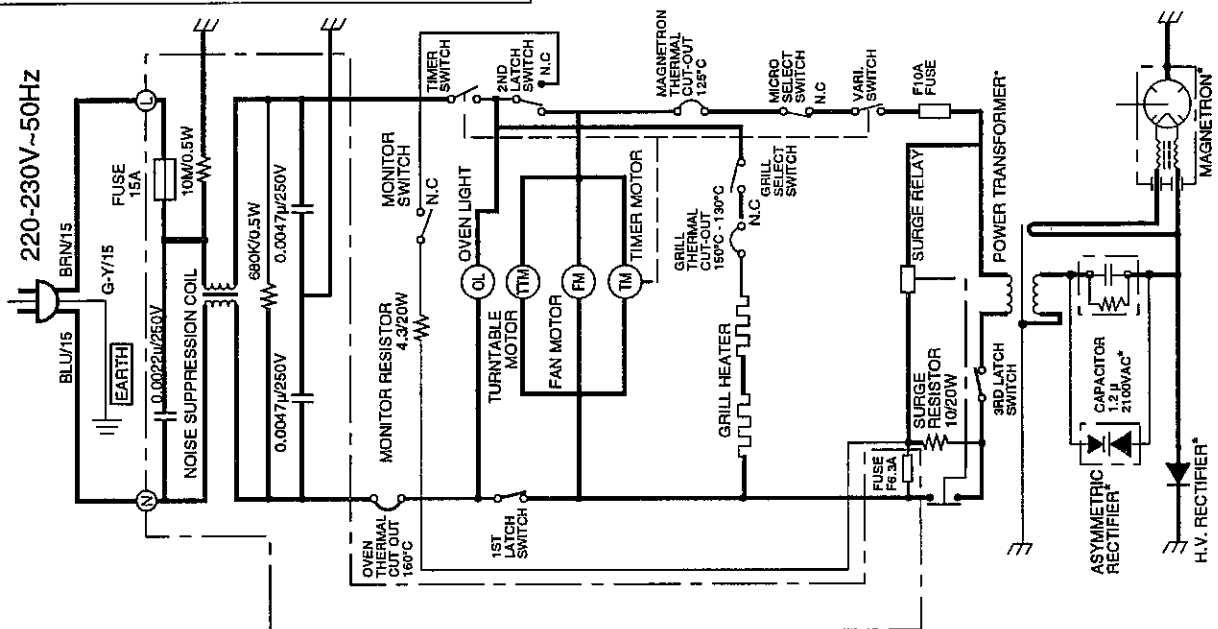 220-230V~50Hz
BLU/15
BRN/15
G-Y/15
EARTH
N
L
FUSE
15A
0.0022µ/250V
10M/0.5W
NOISE SUPPRESSION COIL
680K/0.5W
0.0047µ/250V
0.0047µ/250V
OVEN
THERMAL
CUT OUT
160°C
MONITOR RESISTOR
4.3/20W
MONITOR
SWITCH
N.C
TIMER
SWITCH
2ND
LATCH
SWITCH
N.C
1ST
LATCH
SWITCH
OVEN LIGHT
OL
TURNTABLE
MOTOR
TTM
FAN MOTOR
FM
TIMER MOTOR
TM
MAGNETRON
THERMAL
CUT-OUT
125°C
MICRO
SELECT
SWITCH
N.C
VARI.
SWITCH
F10A
FUSE
GRILL HEATER
GRILL
THERMAL
CUT-OUT
150°C -130°C
N.C
GRILL
SELECT
SWITCH
FUSE
F6.3A
SURGE
RESISTOR
10/20W
SURGE RELAY
3RD LATCH
SWITCH
POWER TRANSFORMER*
ASYMMETRIC
RECTIFIER*
CAPACITOR
1.2 µ
2100VAC*
H.V. RECTIFIER*
MAGNETRON*